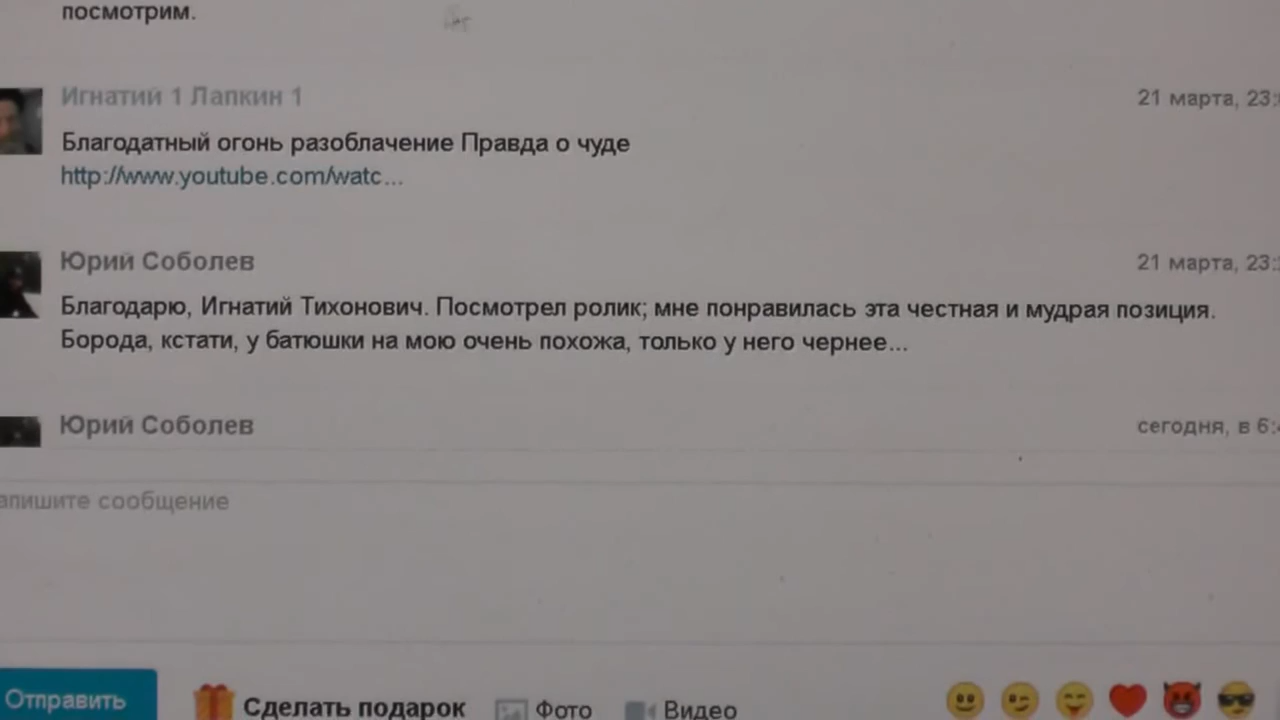 посмотрим.
Игнатий 1 Лапкин 1
21 марта, 23:
Благодатный огонь разоблачение Правда о чуде
http://www.youtube.com/watc...
Юрий Соболев
21 марта, 23:
Благодарю, Игнатий Тихонович. Посмотрел ролик; мне понравилась эта честная и мудрая позиция.
Борода, кстати, у батюшки на мою очень похожа, только у него чернее...
Юрий Соболев
сегодня, в 6:
апишите сообщение
Отправить
Сделать подарок
Фото
Видео